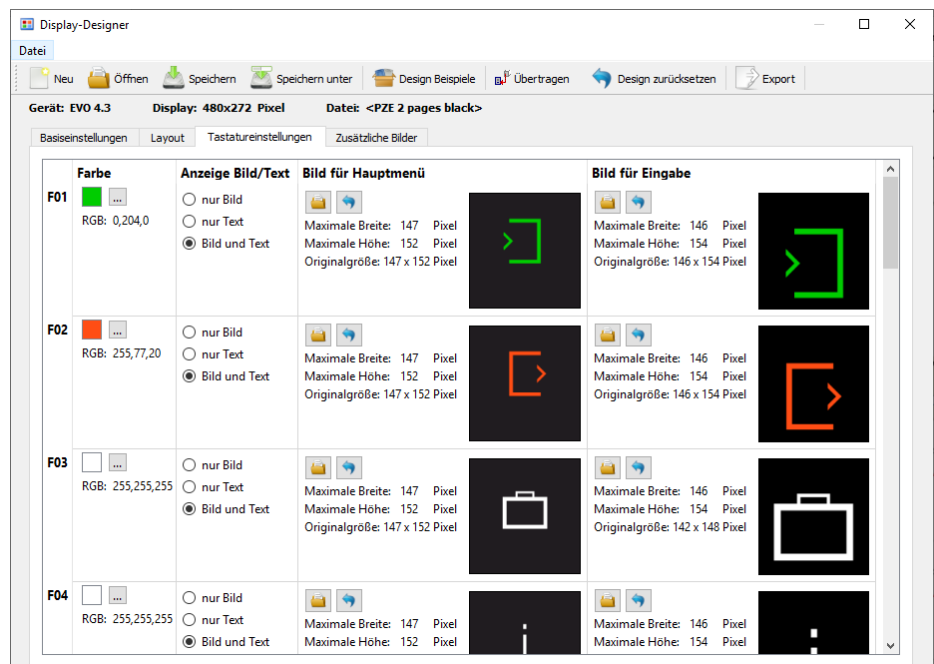 Display-Designer
Datei
Neu Öffnen Speichern Speichern unter Design Beispiele Übertragen Design zurücksetzen Export
Gerät: EVO 4.3 Display: 480x272 Pixel Datei: <PZE 2 pages black>
Basiseinstellungen Layout Tastatureinstellungen Zusätzliche Bilder
Farbe Anzeige Bild/Text Bild für Hauptmenü Bild für Eingabe
F01 ... nur Bild
RGB: 0,204,0 nur Text Maximale Breite: 147 Pixel Maximale Breite: 146 Pixel
Bild und Text Maximale Höhe: 152 Pixel Maximale Höhe: 154 Pixel
Originalgröße: 147 x 152 Pixel Originalgröße: 146 x 154 Pixel
F02 ... nur Bild
RGB: 255,77,20 nur Text Maximale Breite: 147 Pixel Maximale Breite: 146 Pixel
Bild und Text Maximale Höhe: 152 Pixel Maximale Höhe: 154 Pixel
Originalgröße: 147 x 152 Pixel Originalgröße: 146 x 154 Pixel
F03 ... nur Bild
RGB: 255,255,255 nur Text Maximale Breite: 147 Pixel Maximale Breite: 146 Pixel
Bild und Text Maximale Höhe: 152 Pixel Maximale Höhe: 154 Pixel
Originalgröße: 147 x 152 Pixel Originalgröße: 142 x 148 Pixel
F04 ... nur Bild
RGB: 255,255,255 nur Text Maximale Breite: 147 Pixel Maximale Breite: 146 Pixel
Bild und Text Maximale Höhe: 152 Pixel Maximale Höhe: 154 Pixel